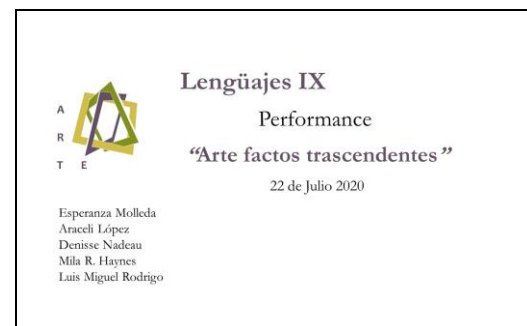 Lengüajes IX
Performance
“Arte factos trascendentes”
22 de Julio 2020
A
R
T E
Esperanza Molleda
Araceli López
Denisse Nadeau
Mila R. Haynes
Luis Miguel Rodrigo